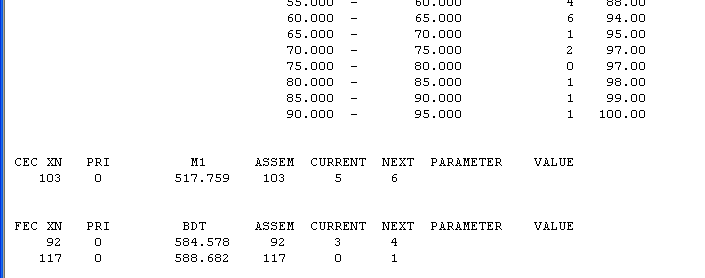 55.000 - 60.000 4 88.00
60.000 - 65.000 6 94.00
65.000 - 70.000 1 95.00
70.000 - 75.000 2 97.00
75.000 - 80.000 0 97.00
80.000 - 85.000 1 98.00
85.000 - 90.000 1 99.00
90.000 - 95.000 1 100.00
CEC XN PRI M1 ASSEM CURRENT NEXT PARAMETER VALUE
103 0 517.759 103 5 6
FEC XN PRI BDT ASSEM CURRENT NEXT PARAMETER VALUE
92 0 584.578 92 3 4
117 0 588.682 117 0 1